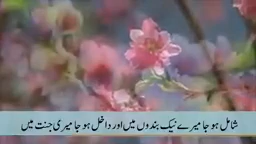 شامل ہو جا میرے نیک بندوں میں اور داخل ہو جا میری جنت میں